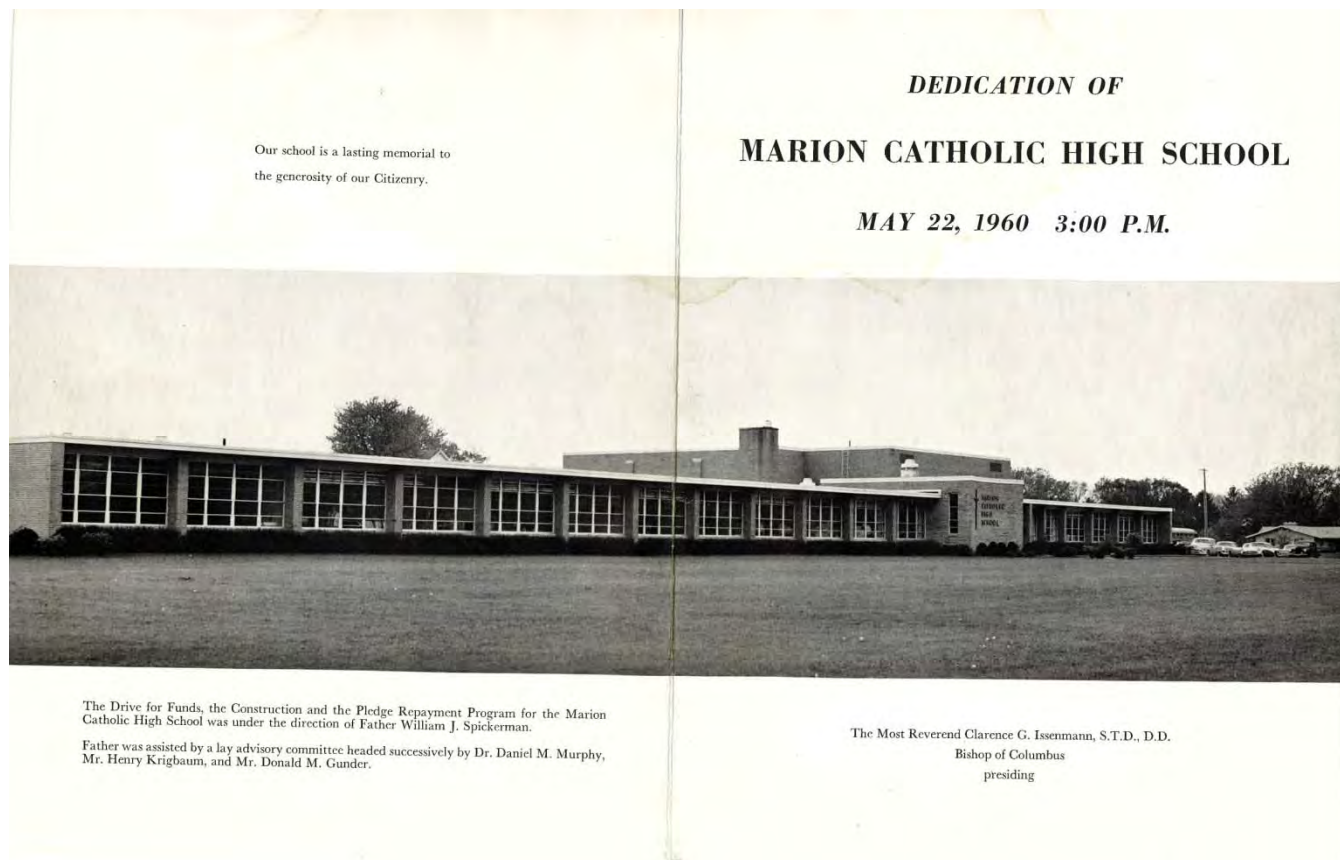 Our school is a lasting memorial to
the generosity of our Citizenry.
The Drive for Funds, the Construction and the Pledge Repayment Program for the Marion
Catholic High School was under the direction of Father William J. Spickerman.
Father was assisted by a lay advisory committee headed successively by Dr. Daniel M. Murphy,
Mr. Henry Krigbaum, and Mr. Donald M. Gunder.
DEDICATION OF
MARION CATHOLIC HIGH SCHOOL
MAY 22, 1960 3:00 P.M.
MARION
CATHOLIC
HIGH
SCHOOL
The Most Reverend Clarence G. Issenmann, S.T.D., D.D.
Bishop of Columbus
presiding